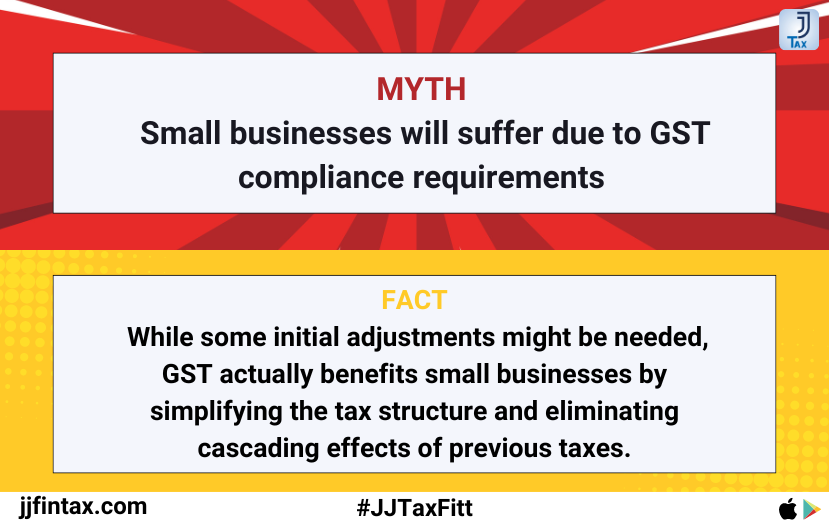 J
TAX
MYTH
Small businesses will suffer due to GST
compliance requirements
FACT
While some initial adjustments might be needed,
GST actually benefits small businesses by
simplifying the tax structure and eliminating
cascading effects of previous taxes.
jjfintax.com
#JJTaxFitt